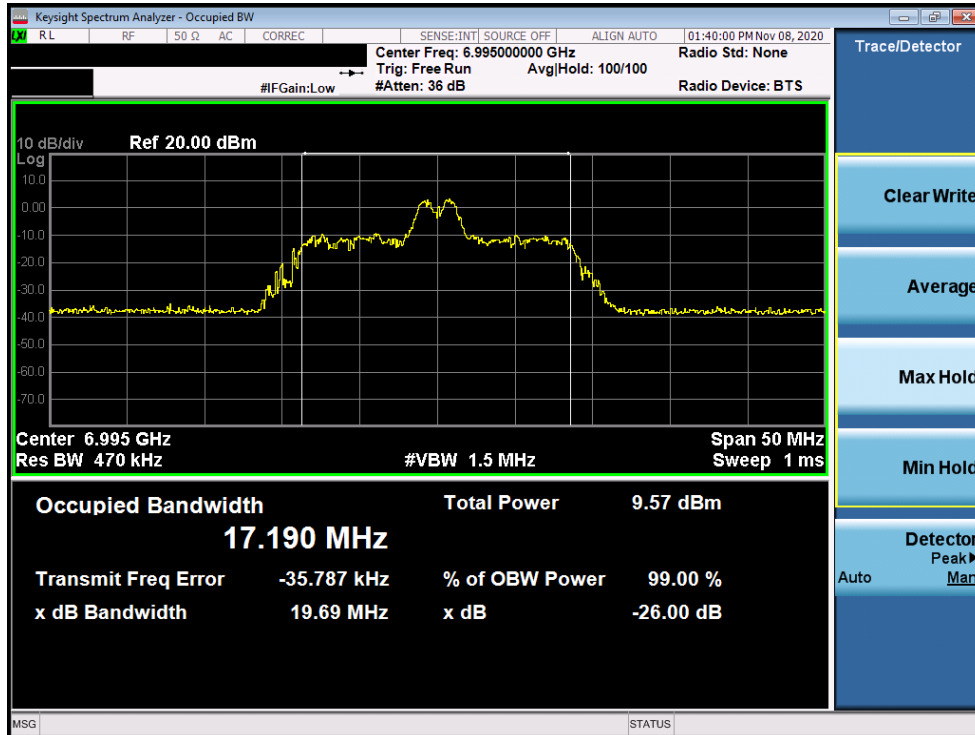 Keysight Spectrum Analyzer - Occupied BW
LXI RL RF 50 Ω AC CORREC SENSE:INT SOURCE OFF ALIGN AUTO 01:40:00 PM Nov 08, 2020
Center Freq: 6.995000000 GHz Radio Std: None
Trig: Free Run Avg|Hold: 100/100
#IFGain:Low #Atten: 36 dB Radio Device: BTS
Trace/Detector
10 dB/div Ref 20.00 dBm
Log
10.0
0.00
-10.0
-20.0
-30.0
-40.0
-50.0
-60.0
-70.0
Center 6.995 GHz Span 50 MHz
Res BW 470 kHz #VBW 1.5 MHz Sweep 1 ms
Occupied Bandwidth Total Power 9.57 dBm
17.190 MHz
Transmit Freq Error -35.787 kHz % of OBW Power 99.00 %
x dB Bandwidth 19.69 MHz x dB -26.00 dB
Clear Write
Average
Max Hold
Min Hold
Detector
Peak▶
Auto Man
MSG STATUS